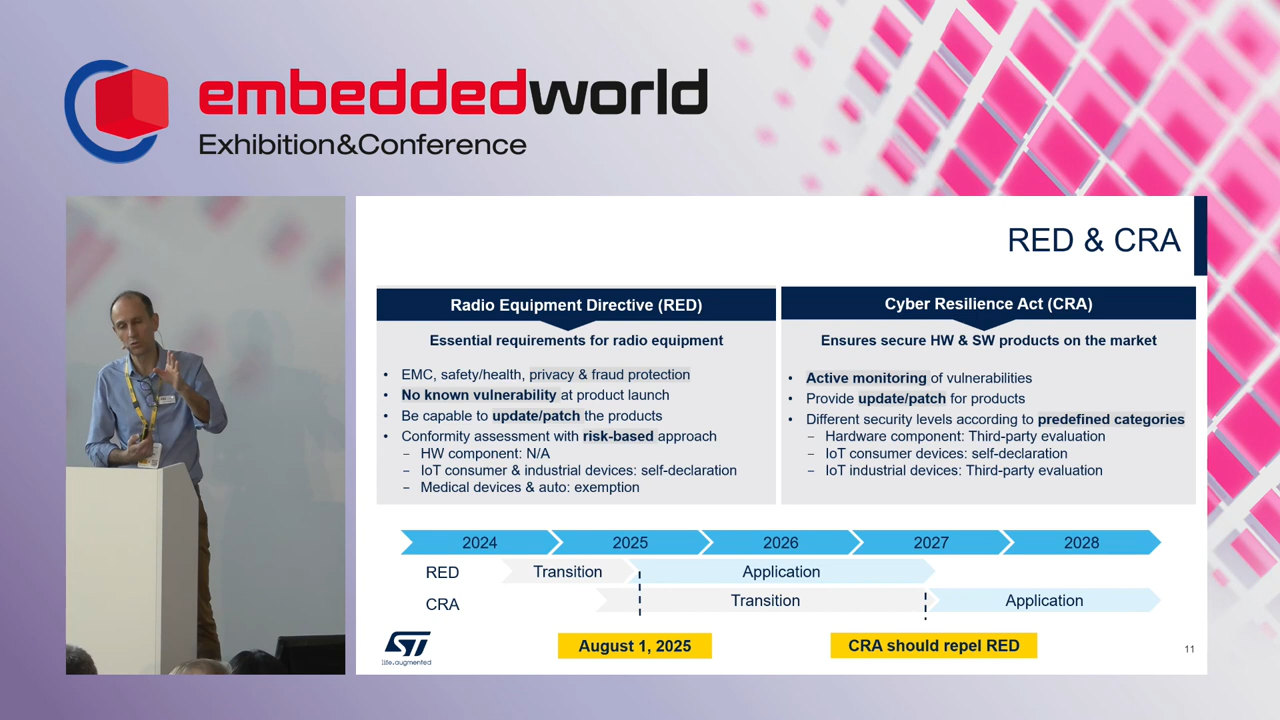 embeddedworld
Exhibition&Conference
RED & CRA
Radio Equipment Directive (RED)
Essential requirements for radio equipment
• EMC, safety/health, privacy & fraud protection
• No known vulnerability at product launch
• Be capable to update/patch the products
• Conformity assessment with risk-based approach
– HW component: N/A
– IoT consumer & industrial devices: self-declaration
– Medical devices & auto: exemption
Cyber Resilience Act (CRA)
Ensures secure HW & SW products on the market
• Active monitoring of vulnerabilities
• Provide update/patch for products
• Different security levels according to predefined categories
– Hardware component: Third-party evaluation
– IoT consumer devices: self-declaration
– IoT industrial devices: Third-party evaluation
2024 2025 2026 2027 2028
RED Transition Application
CRA Transition Application
August 1, 2025 CRA should repel RED
ST
life.augmented
11